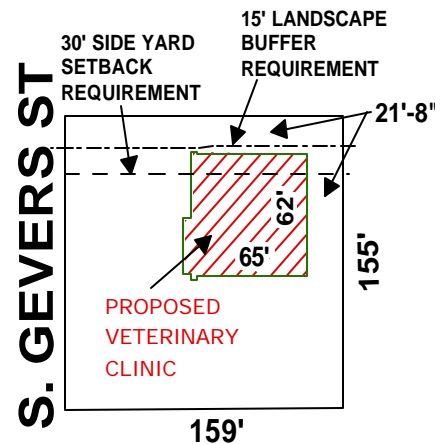 30' SIDE YARD
SETBACK
REQUIREMENT
15' LANDSCAPE
BUFFER
REQUIREMENT
21'-8"
S. GEVERS ST
62'
65'
155'
PROPOSED
VETERINARY
CLINIC
159'